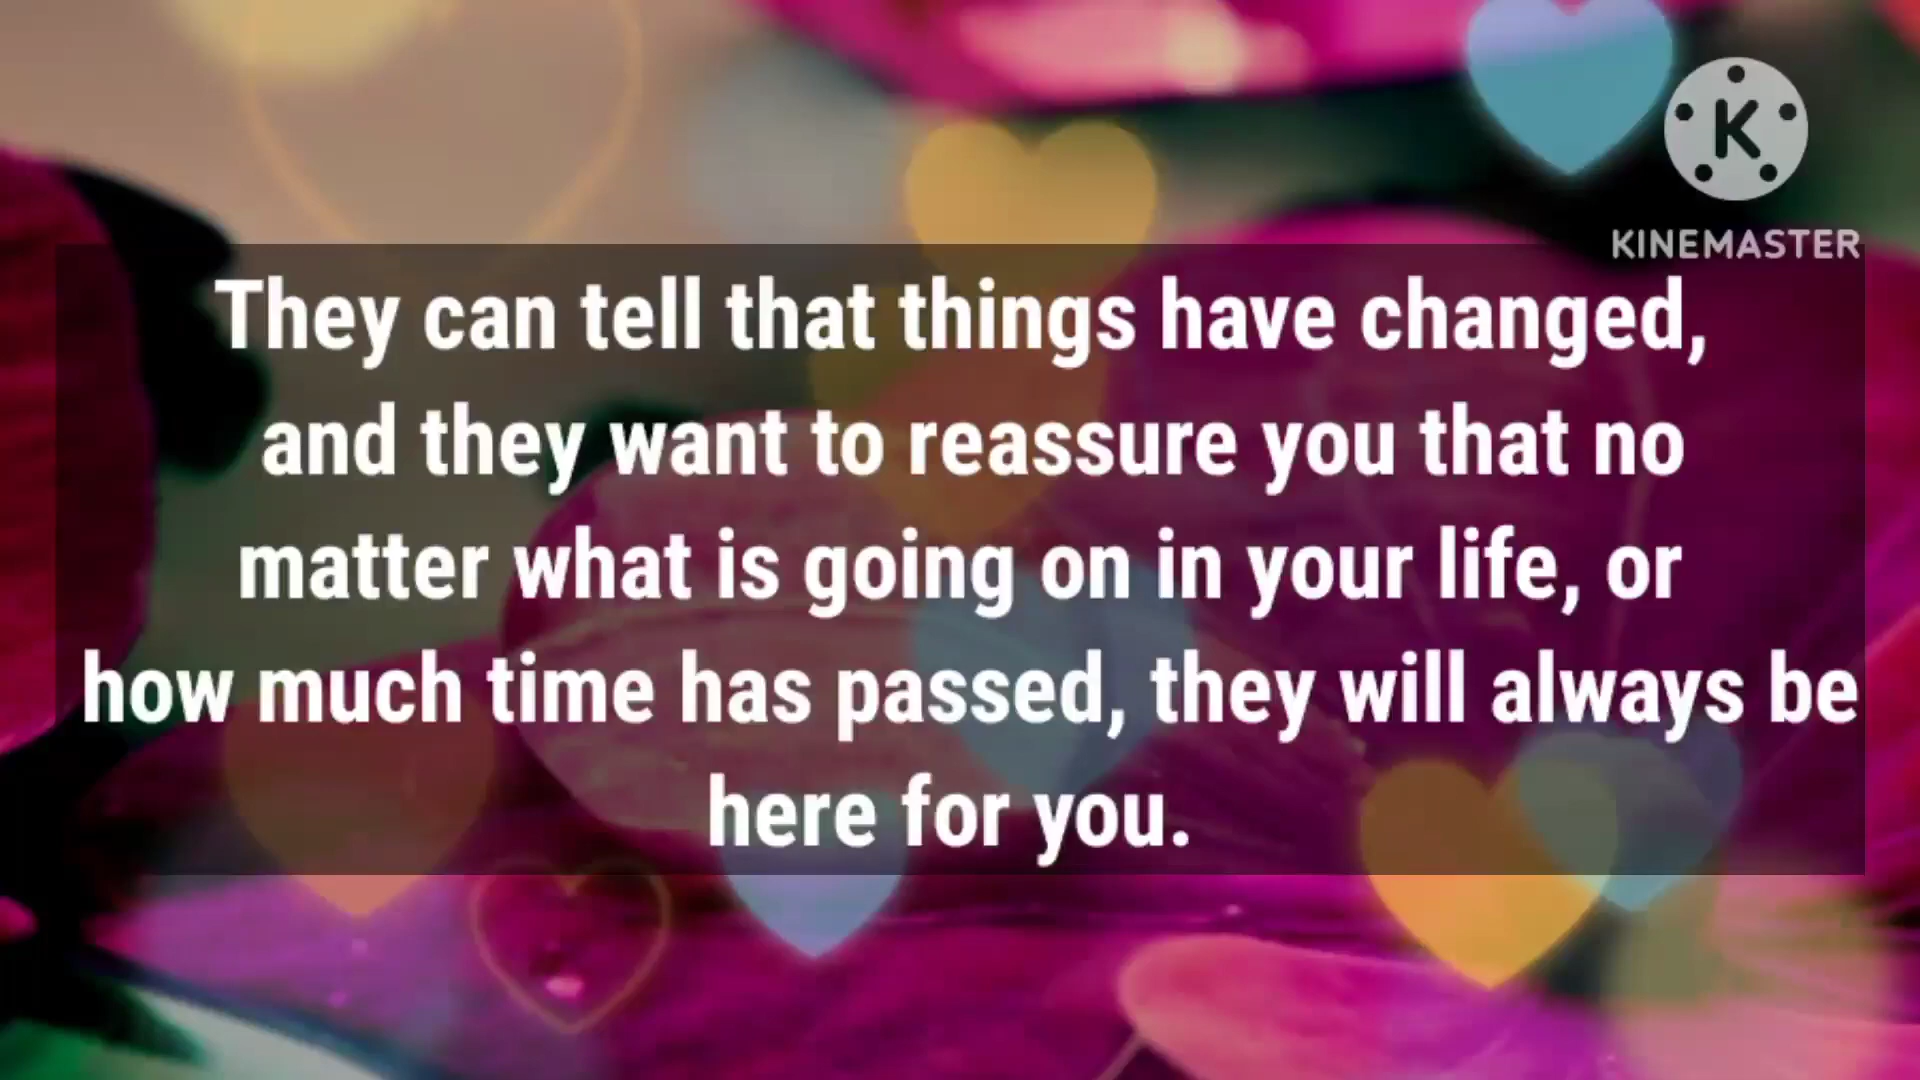 K
KINEMASTER
They can tell that things have changed,
and they want to reassure you that no
matter what is going on in your life, or
how much time has passed, they will always be
here for you.